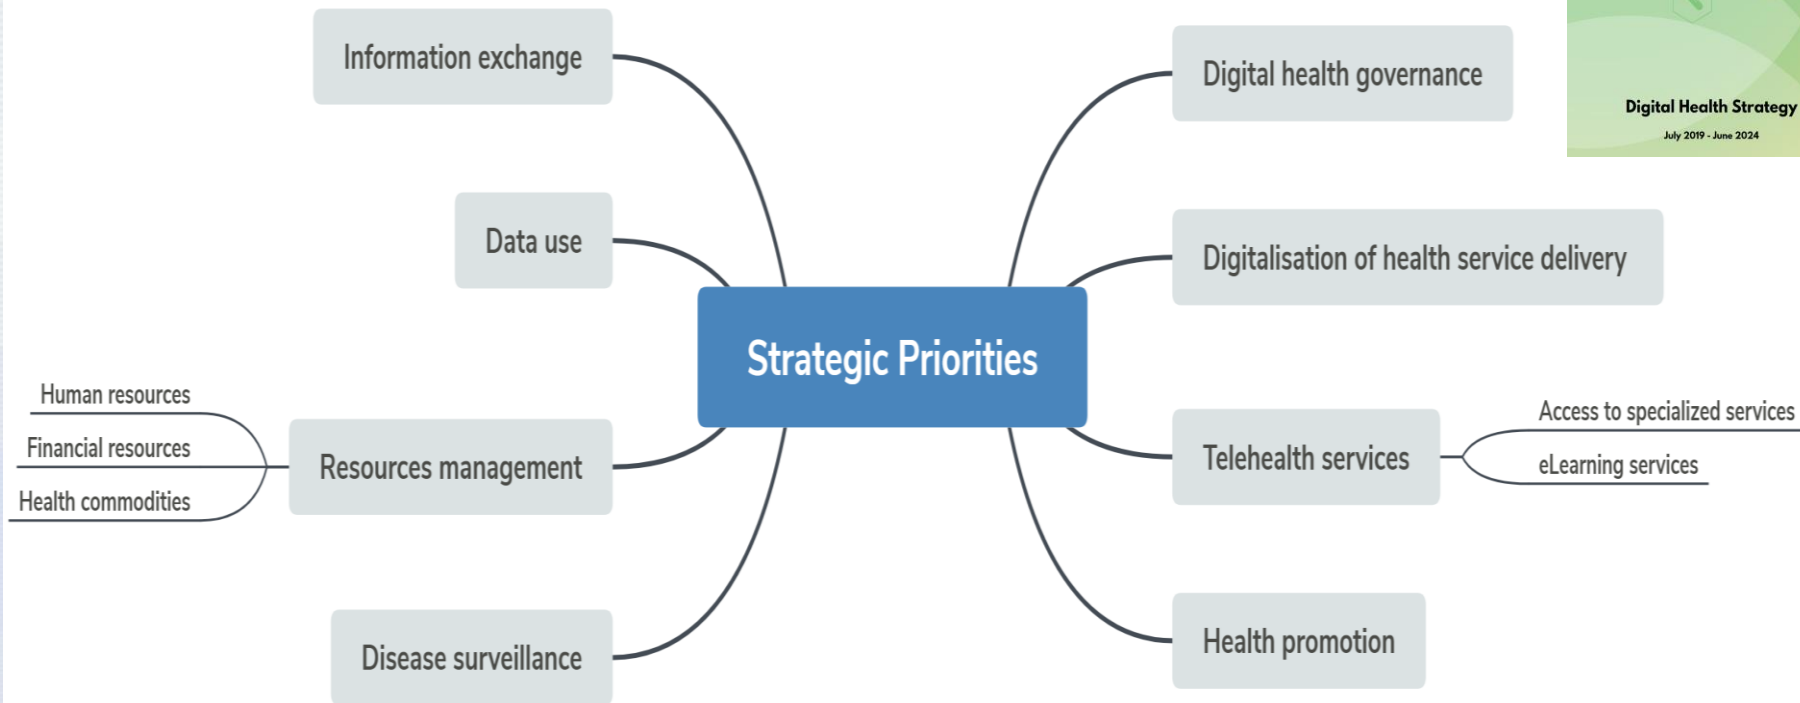 Information exchange
Digital health governance
Digital Health Strategy
July 2019 - June 2024
Data use
Digitalisation of health service delivery
Strategic Priorities
Human resources
Financial resources
Health commodities
Resources management
Telehealth services
Access to specialized services
eLearning services
Disease surveillance
Health promotion